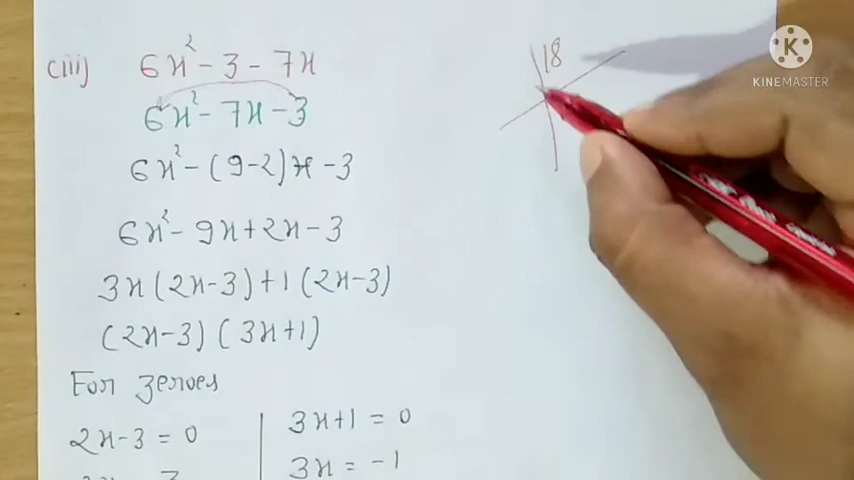 ciii) 6x² - 3 - 7x
18
K
KINEMASTER
6x² - 7x - 3
6x² - (9-2)x - 3
6x² - 9x + 2x - 3
3x(2x-3) + 1(2x-3)
(2x-3) (3x+1)
For zeroes
2x-3 = 0
3x+1 = 0
3x = -1